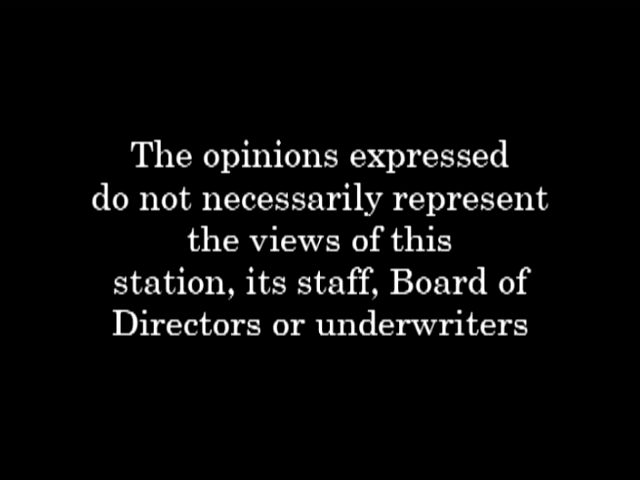 The opinions expressed
do not necessarily represent
the views of this
station, its staff, Board of
Directors or underwriters